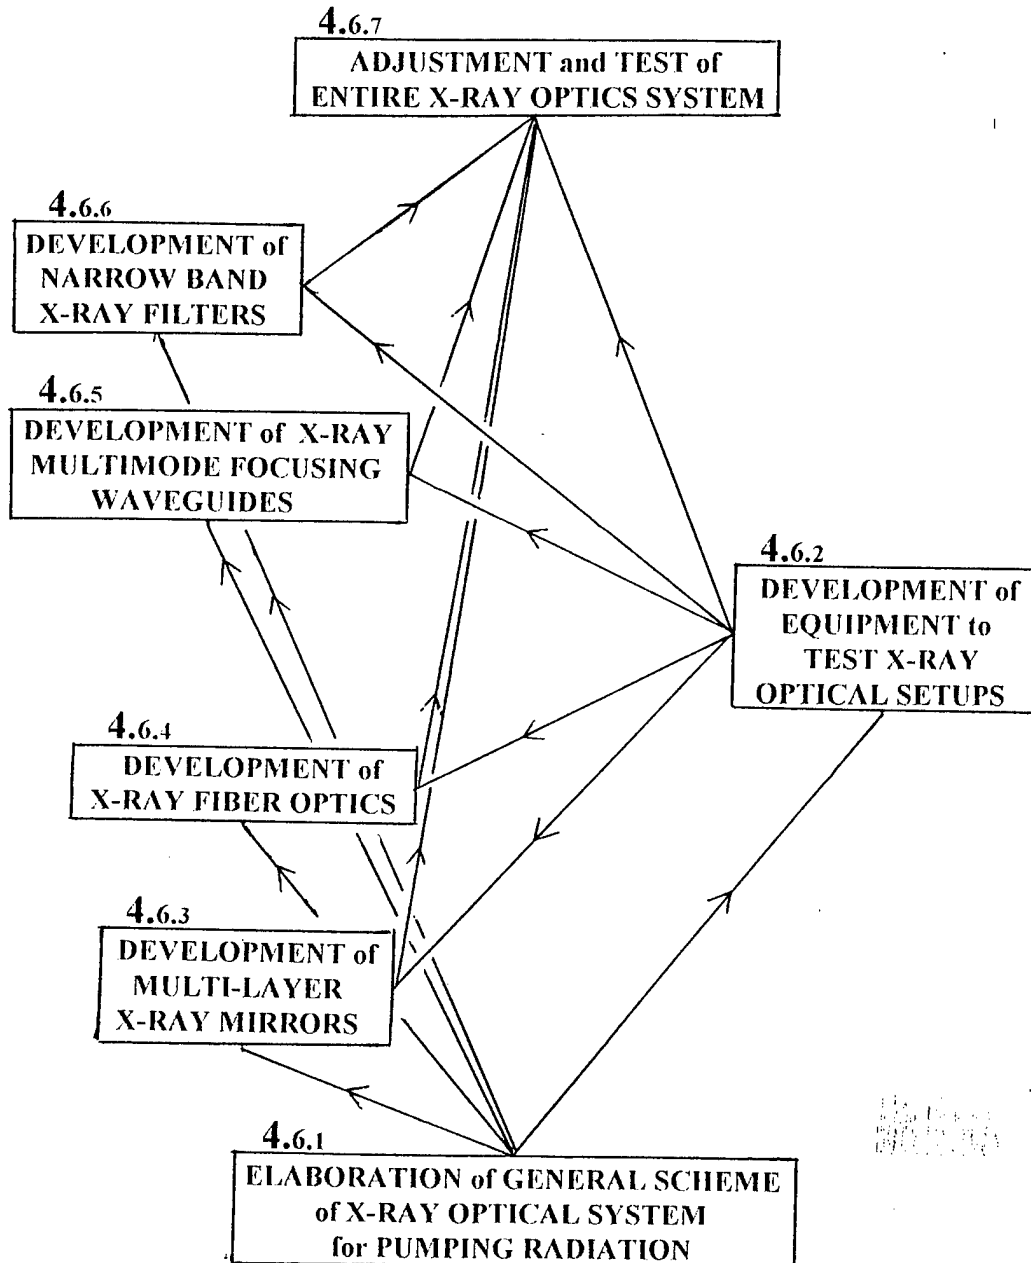 4.6.7
ADJUSTMENT and TEST of
ENTIRE X-RAY OPTICS SYSTEM
4.6.6
DEVELOPMENT of
NARROW BAND
X-RAY FILTERS
4.6.5
DEVELOPMENT of X-RAY
MULTIMODE FOCUSING
WAVEGUIDES
4.6.2
DEVELOPMENT of
EQUIPMENT to
TEST X-RAY
OPTICAL SETUPS
4.6.4
DEVELOPMENT of
X-RAY FIBER OPTICS
4.6.3
DEVELOPMENT of
MULTI-LAYER
X-RAY MIRRORS
4.6.1
ELABORATION of GENERAL SCHEME
of X-RAY OPTICAL SYSTEM
for PUMPING RADIATION